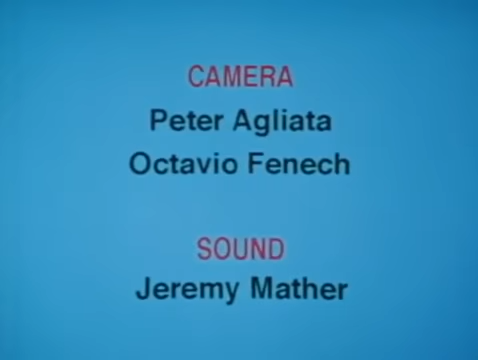 CAMERA
Peter Agliata
Octavio Fenech
SOUND
Jeremy Mather